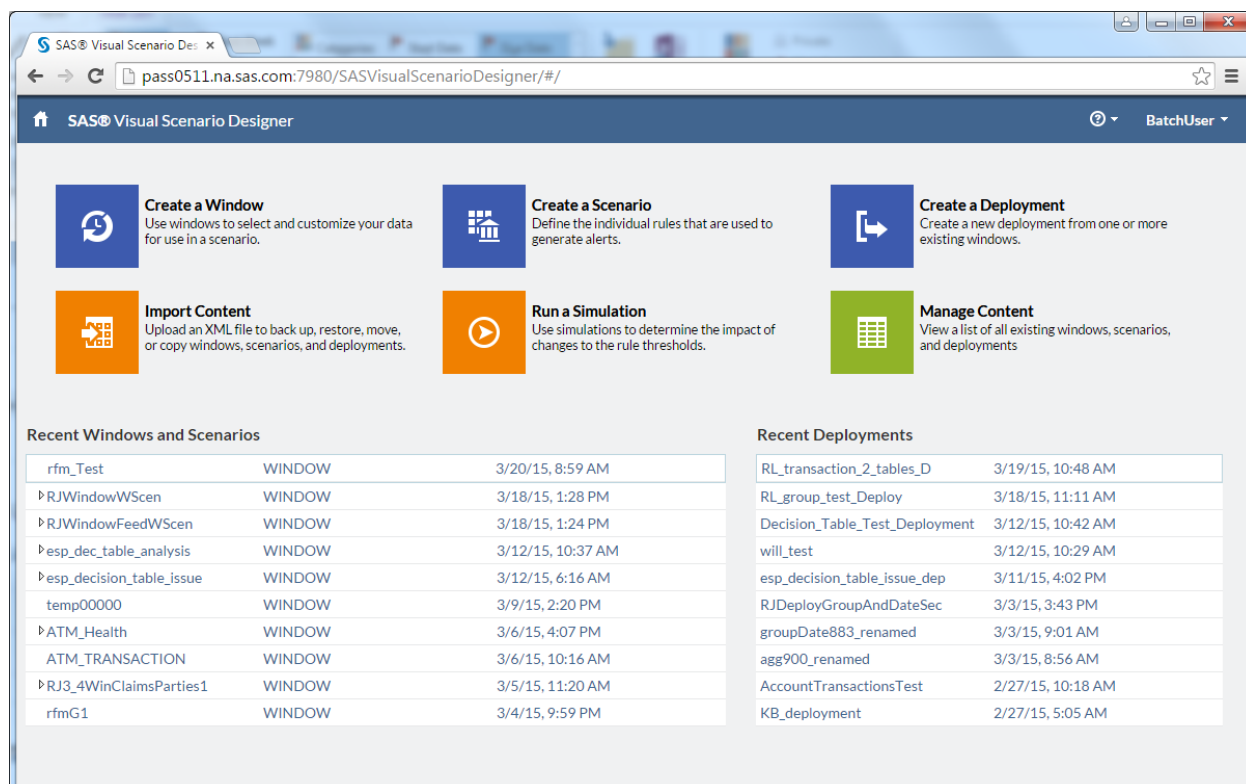 SAS® Visual Scenario Des
pass0511.na.sas.com:7980/SASVisualScenarioDesigner/#/
SAS® Visual Scenario Designer
BatchUser
Create a Window
Use windows to select and customize your data
for use in a scenario.
Create a Scenario
Define the individual rules that are used to
generate alerts.
Create a Deployment
Create a new deployment from one or more
existing windows.
Import Content
Upload an XML file to back up, restore, move,
or copy windows, scenarios, and deployments.
Run a Simulation
Use simulations to determine the impact of
changes to the rule thresholds.
Manage Content
View a list of all existing windows, scenarios,
and deployments
Recent Windows and Scenarios
rfm_Test WINDOW 3/20/15, 8:59 AM
RJWindowWScen WINDOW 3/18/15, 1:28 PM
RJWindowFeedWScen WINDOW 3/18/15, 1:24 PM
esp_dec_table_analysis WINDOW 3/12/15, 10:37 AM
esp_decision_table_issue WINDOW 3/12/15, 6:16 AM
temp00000 WINDOW 3/9/15, 2:20 PM
ATM_Health WINDOW 3/6/15, 4:07 PM
ATM_TRANSACTION WINDOW 3/6/15, 10:16 AM
RJ3_4WinClaimsParties1 WINDOW 3/5/15, 11:20 AM
rfmG1 WINDOW 3/4/15, 9:59 PM
Recent Deployments
RL_transaction_2_tables_D 3/19/15, 10:48 AM
RL_group_test_Deploy 3/18/15, 11:11 AM
Decision_Table_Test_Deployment 3/12/15, 10:42 AM
will_test 3/12/15, 10:29 AM
esp_decision_table_issue_dep 3/11/15, 4:02 PM
RJDeployGroupAndDateSec 3/3/15, 3:43 PM
groupDate883_renamed 3/3/15, 9:01 AM
agg900_renamed 3/3/15, 8:56 AM
AccountTransactionsTest 2/27/15, 10:18 AM
KB_deployment 2/27/15, 5:05 AM